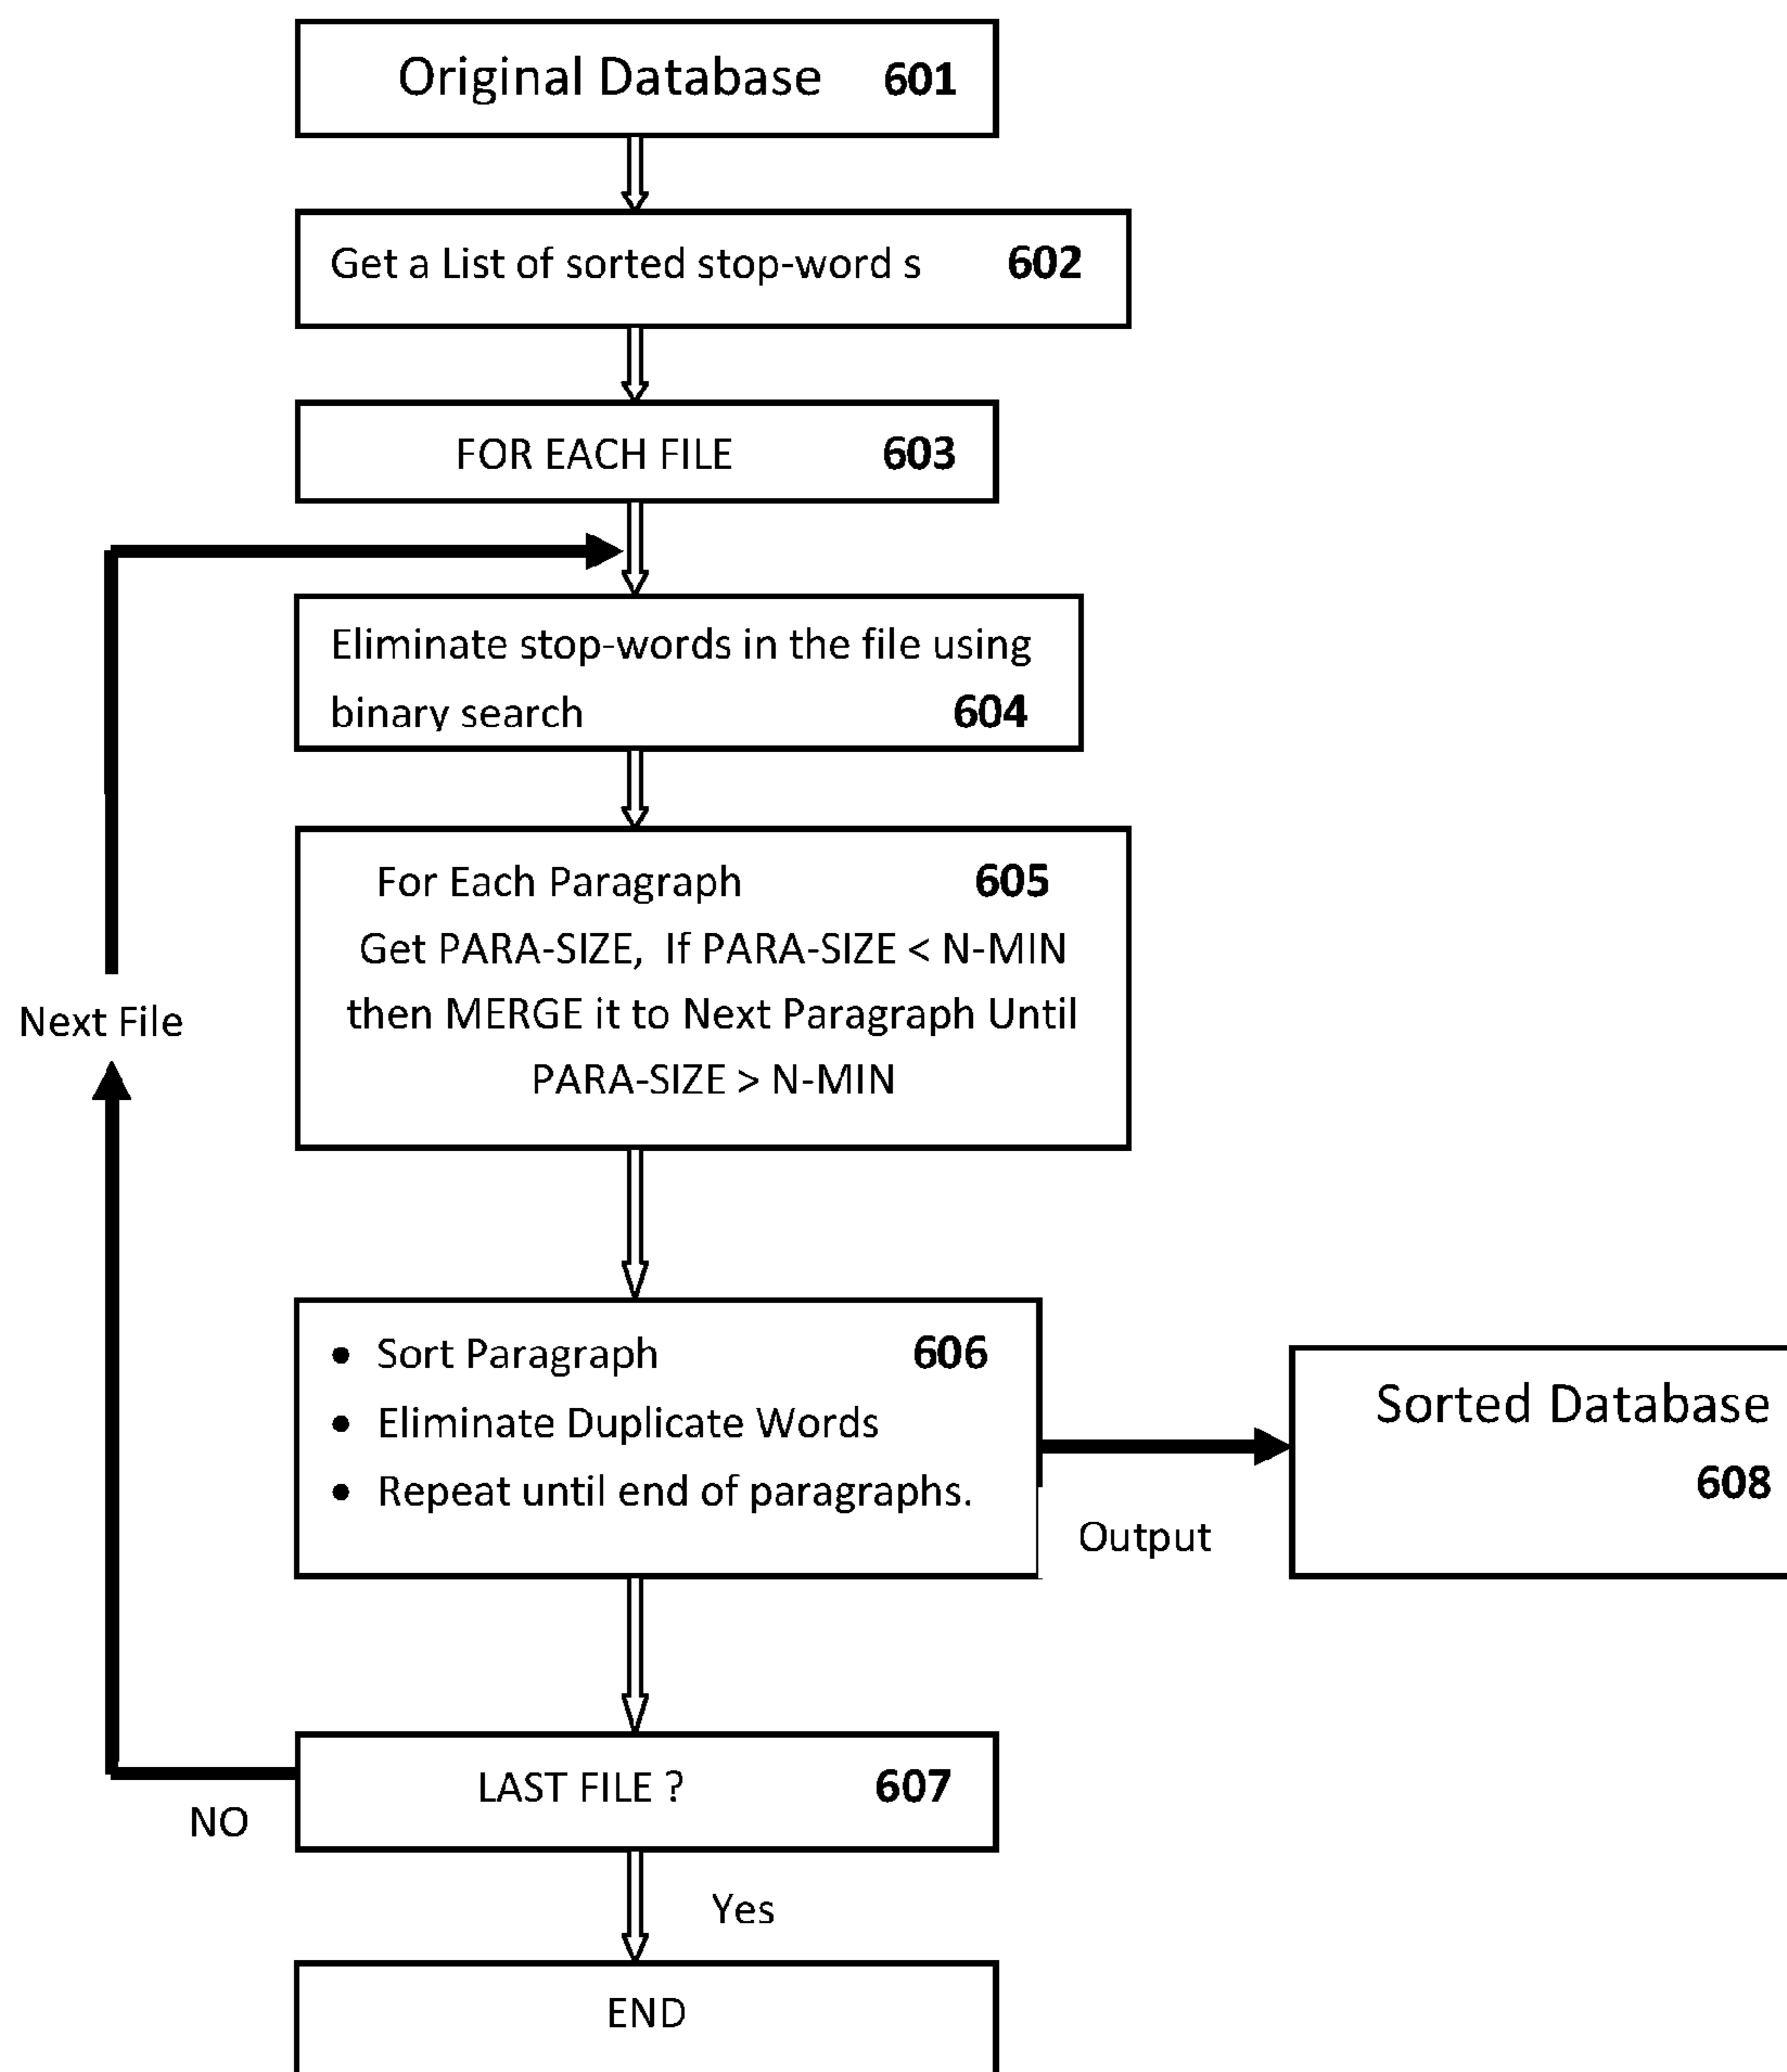 Original Database 601
Get a List of sorted stop-word s 602
FOR EACH FILE 603
Eliminate stop-words in the file using
binary search 604
For Each Paragraph 605
Get PARA-SIZE, If PARA-SIZE < N-MIN
then MERGE it to Next Paragraph Until
PARA-SIZE > N-MIN
Next File
• Sort Paragraph 606
• Eliminate Duplicate Words
• Repeat until end of paragraphs.
Output
Sorted Database
608
LAST FILE ? 607
NO
Yes
END